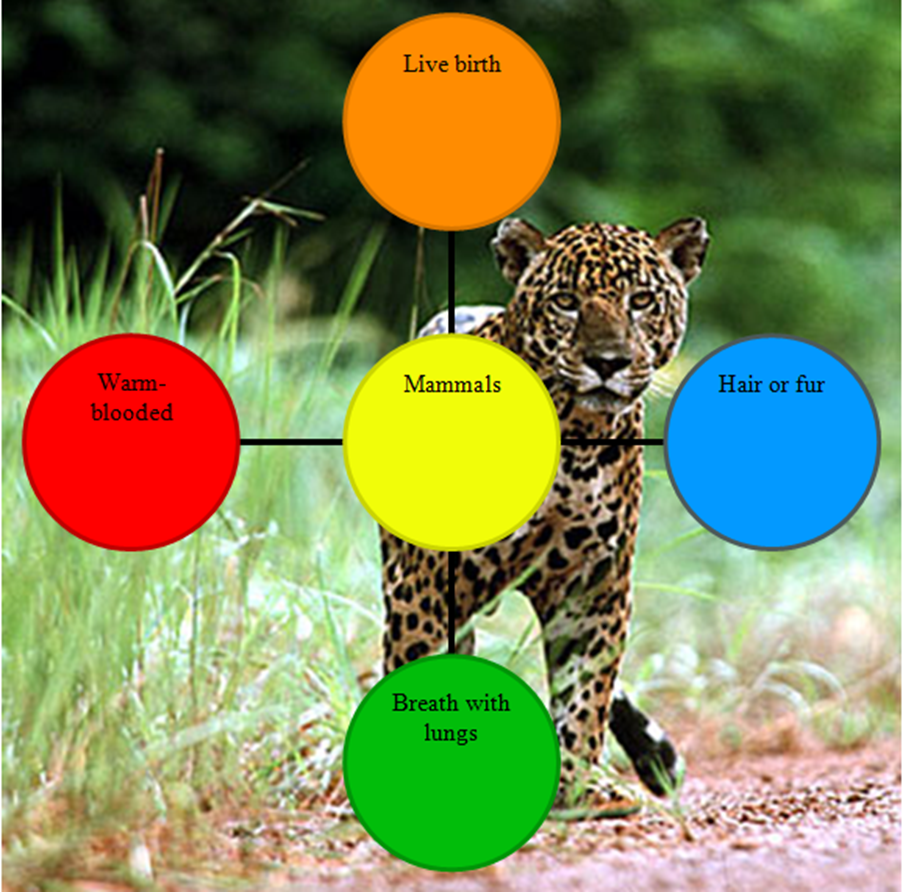 Live birth
Warm-
blooded
Mammals
Hair or fur
Breath with
lungs